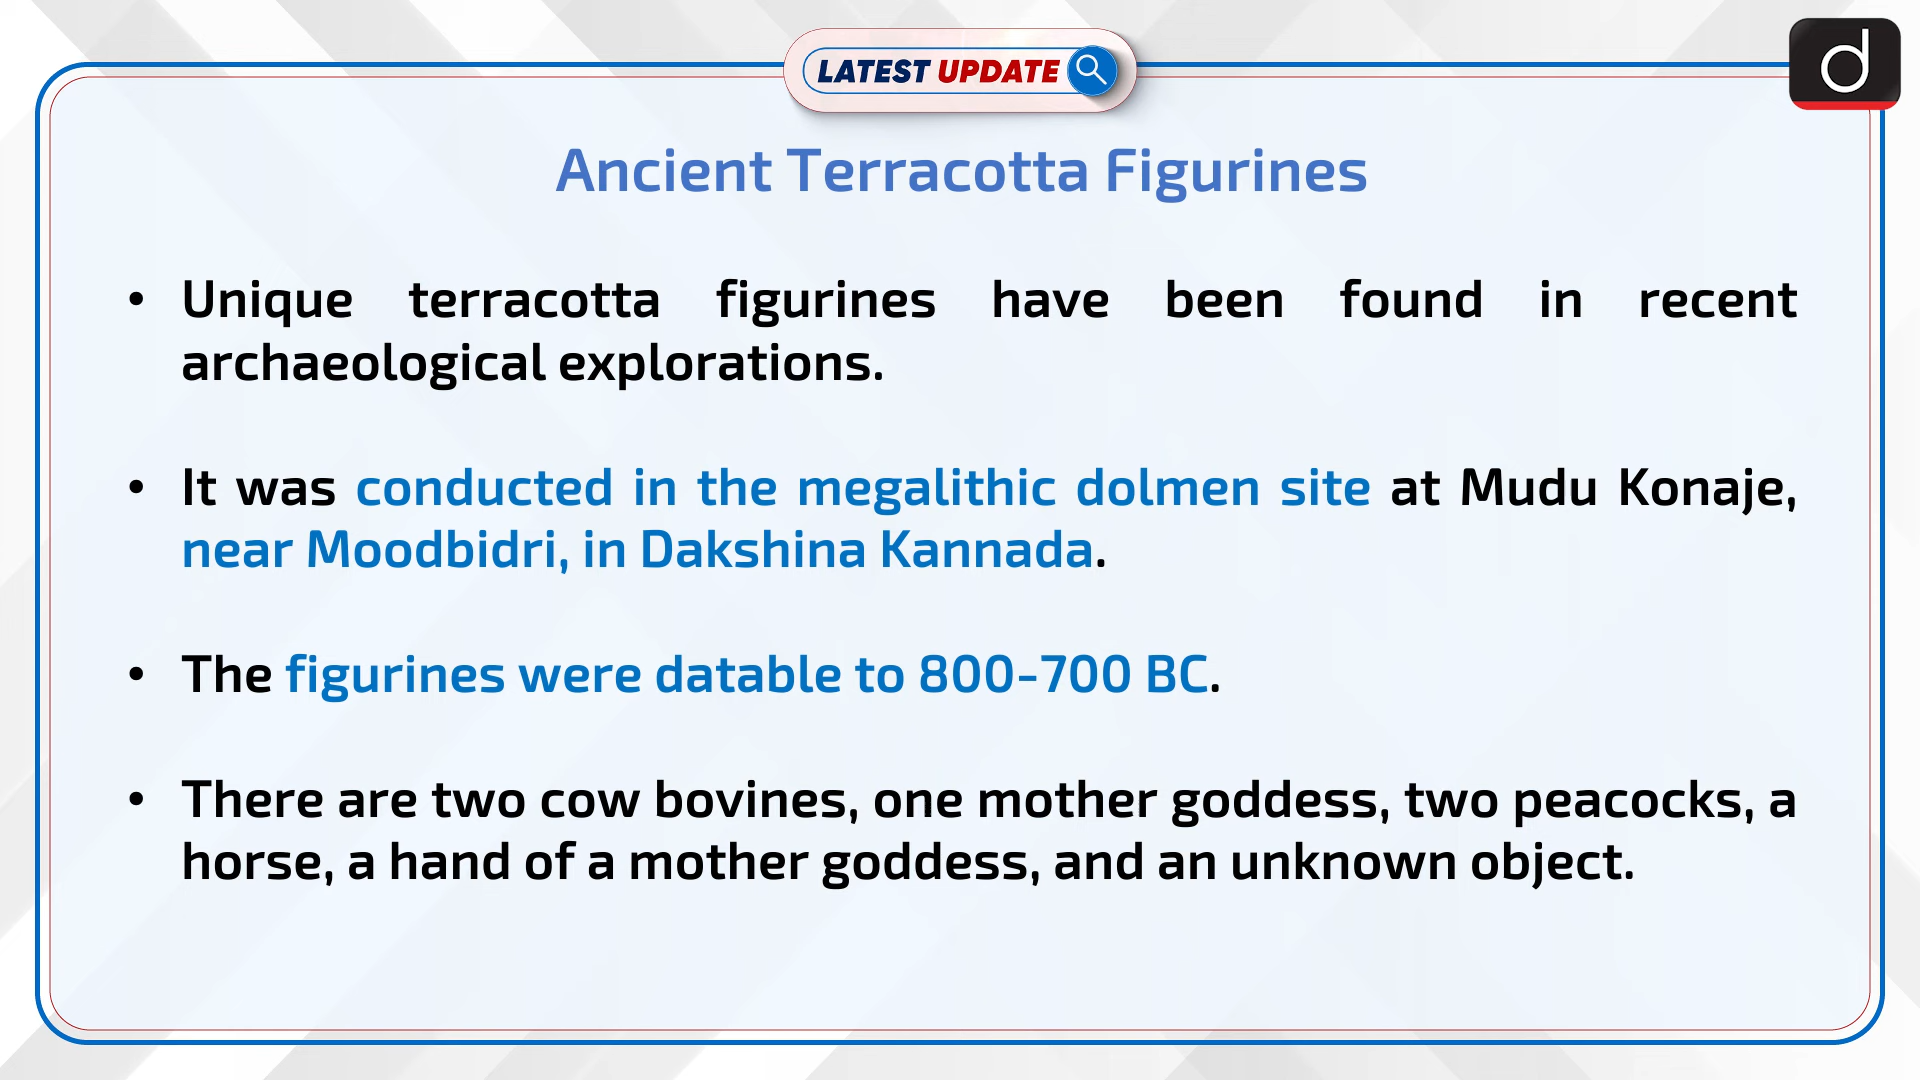 LATEST UPDATE
d
Ancient Terracotta Figurines
• Unique terracotta figurines have been found in recent
archaeological explorations.
• It was conducted in the megalithic dolmen site at Mudu Konaje,
near Moodbidri, in Dakshina Kannada.
• The figurines were datable to 800-700 BC.
• There are two cow bovines, one mother goddess, two peacocks, a
horse, a hand of a mother goddess, and an unknown object.